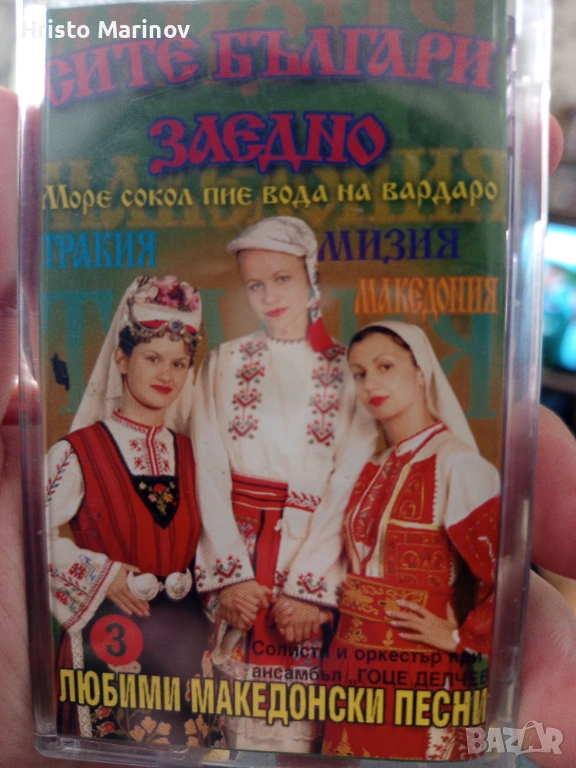 Hristo Marinov
СИТЕ БЪЛГАРИ
ЗАЕДНО
МОРЕ СОКОЛ ПИЕ ВОДА НА ВАРДАРО
ТРАКИЯ
МИЗИЯ
МАКЕДОНИЯ
3
Солисти и оркестър при
ансамбъл "ГОЦЕ ДЕЛЧЕВ
ЛЮБИМИ МАКЕДОНСКИ ПЕСНИ
bazar.bg